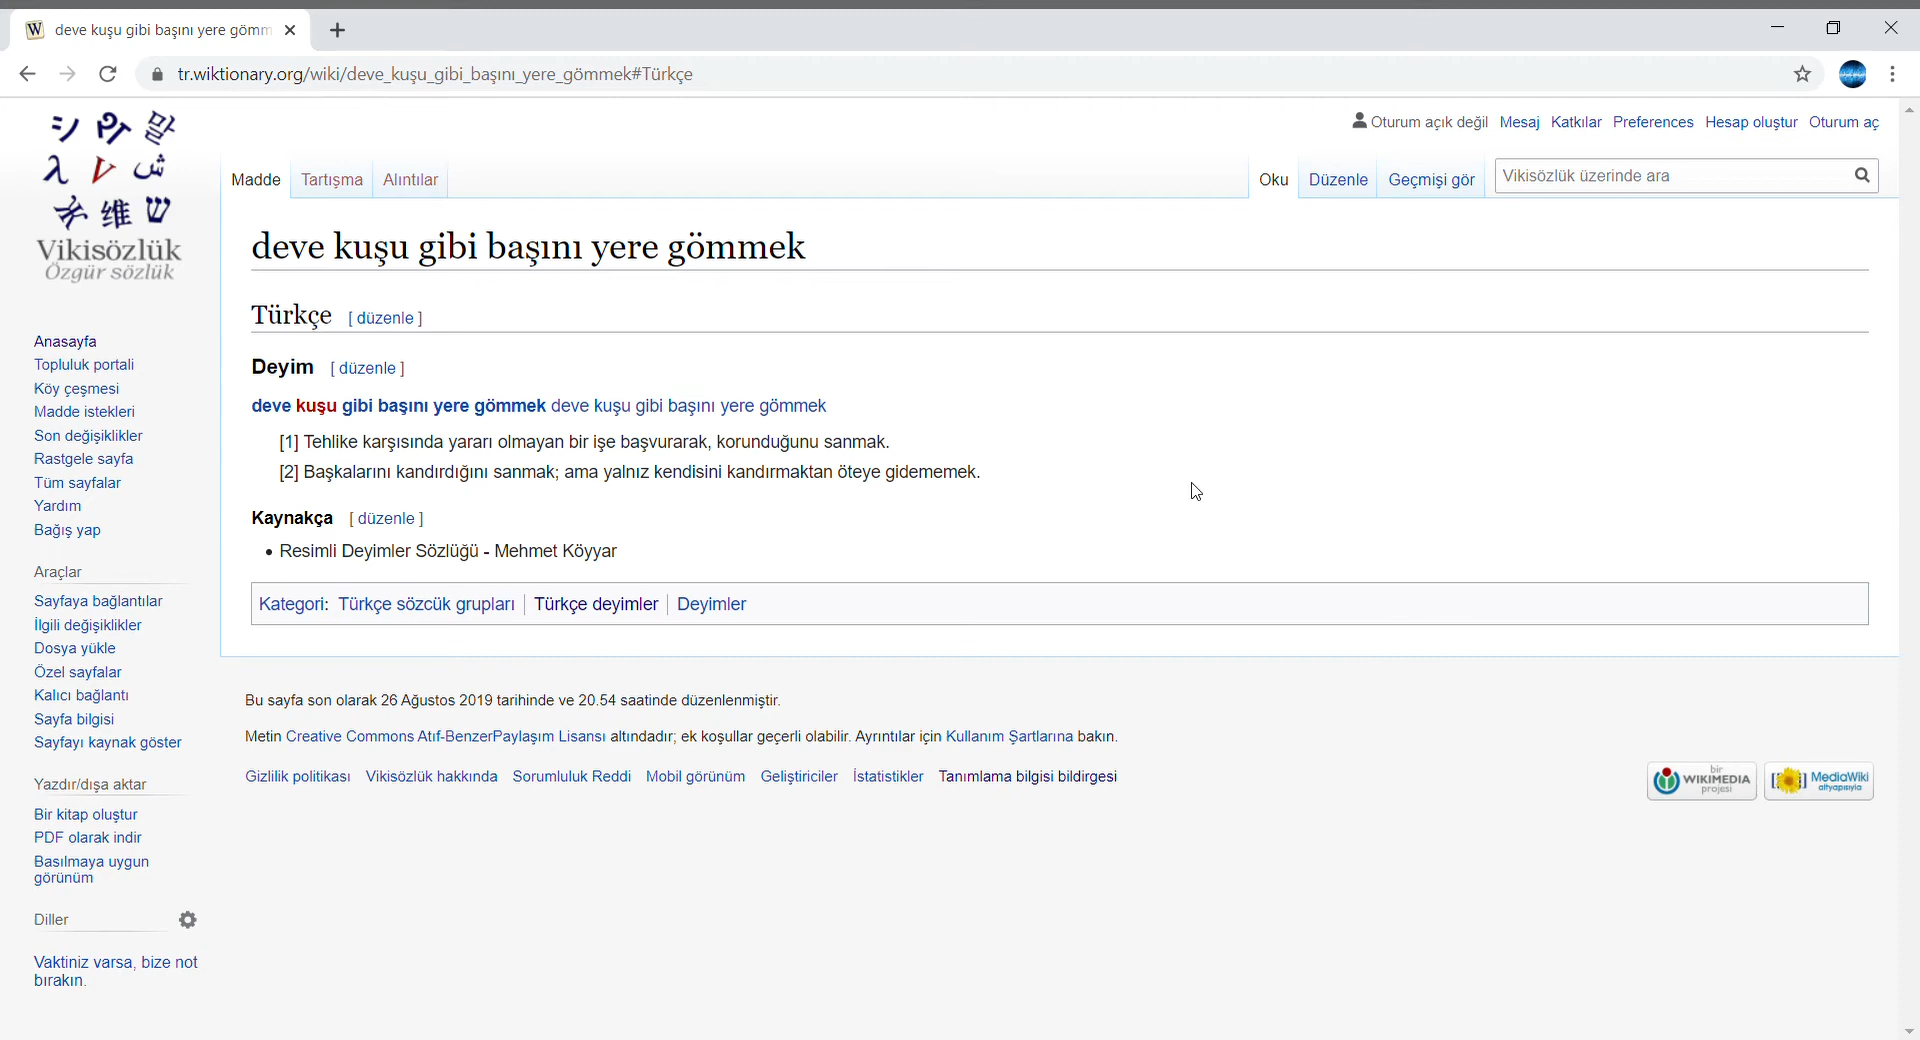 deve kuşu gibi başını yere gömm
tr.wiktionary.org/wiki/deve_kuşu_gibi_başını_yere_gömmek#Türkçe
Vikisözlük
Özgür sözlük
Oturum açık değil Mesaj Katkılar Preferences Hesap oluştur Oturum aç
Madde Tartışma Alıntılar Oku Düzenle Geçmişi gör Vikisözlük üzerinde ara
deve kuşu gibi başını yere gömmek
Türkçe [ düzenle ]
Deyim [ düzenle ]
deve kuşu gibi başını yere gömmek deve kuşu gibi başını yere gömmek
[1] Tehlike karşısında yararı olmayan bir işe başvurarak, korunduğunu sanmak.
[2] Başkalarını kandırdığını sanmak; ama yalnız kendisini kandırmaktan öteye gidememek.
Kaynakça [ düzenle ]
• Resimli Deyimler Sözlüğü - Mehmet Köyyar
Kategori: Türkçe sözcük grupları Türkçe deyimler Deyimler
Anasayfa
Topluluk portali
Köy çeşmesi
Madde istekleri
Son değişiklikler
Rastgele sayfa
Tüm sayfalar
Yardım
Bağış yap
Araçlar
Sayfaya bağlantılar
İlgili değişiklikler
Dosya yükle
Özel sayfalar
Kalıcı bağlantı
Sayfa bilgisi
Sayfayı kaynak göster
Yazdır/dışa aktar
Bir kitap oluştur
PDF olarak indir
Basılmaya uygun
görünüm
Diller
Vaktiniz varsa, bize not
bırakın.
Bu sayfa son olarak 26 Ağustos 2019 tarihinde ve 20.54 saatinde düzenlenmiştir.
Metin Creative Commons Atıf-BenzerPaylaşım Lisansı altındadır; ek koşullar geçerli olabilir. Ayrıntılar için Kullanım Şartlarına bakın.
Gizlilik politikası Vikisözlük hakkında Sorumluluk Reddi Mobil görünüm Geliştiriciler İstatistikler Tanımlama bilgisi bildirgesi
bir
WIKIMEDIA
projesi
MediaWiki
altyapısıyla